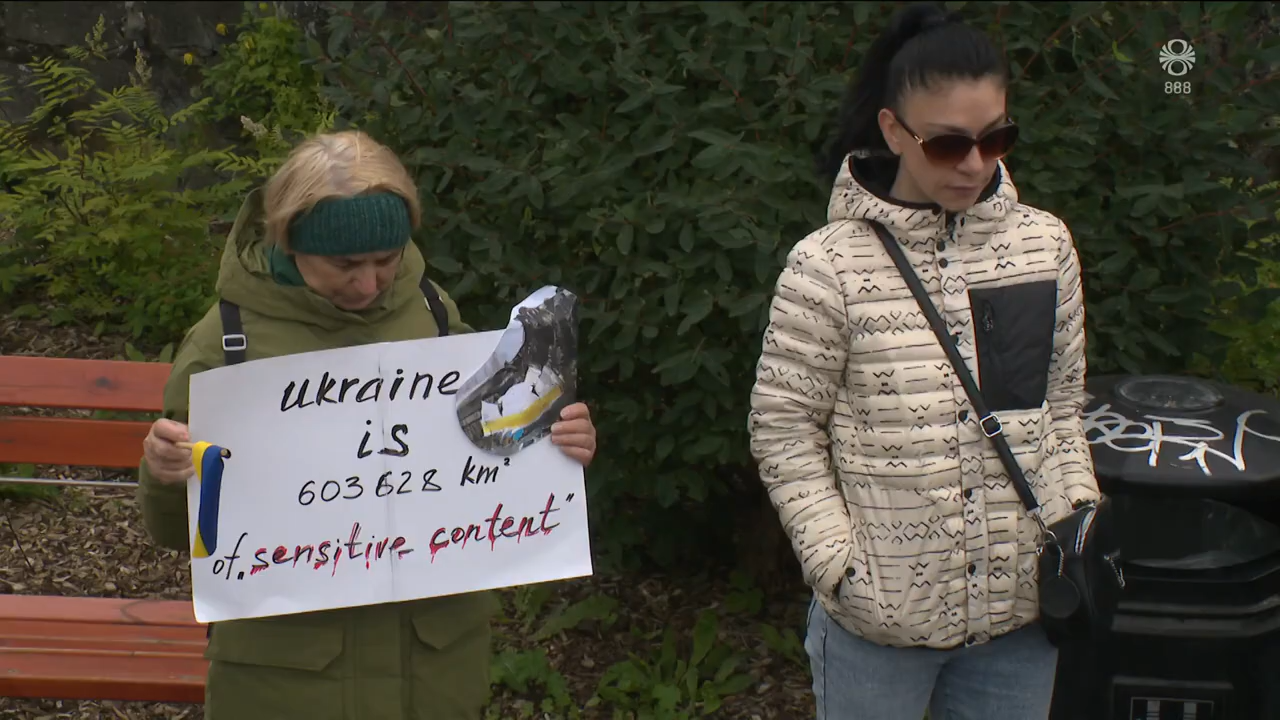 ukraine
is
603 628 km²
of „sensitive content”
888